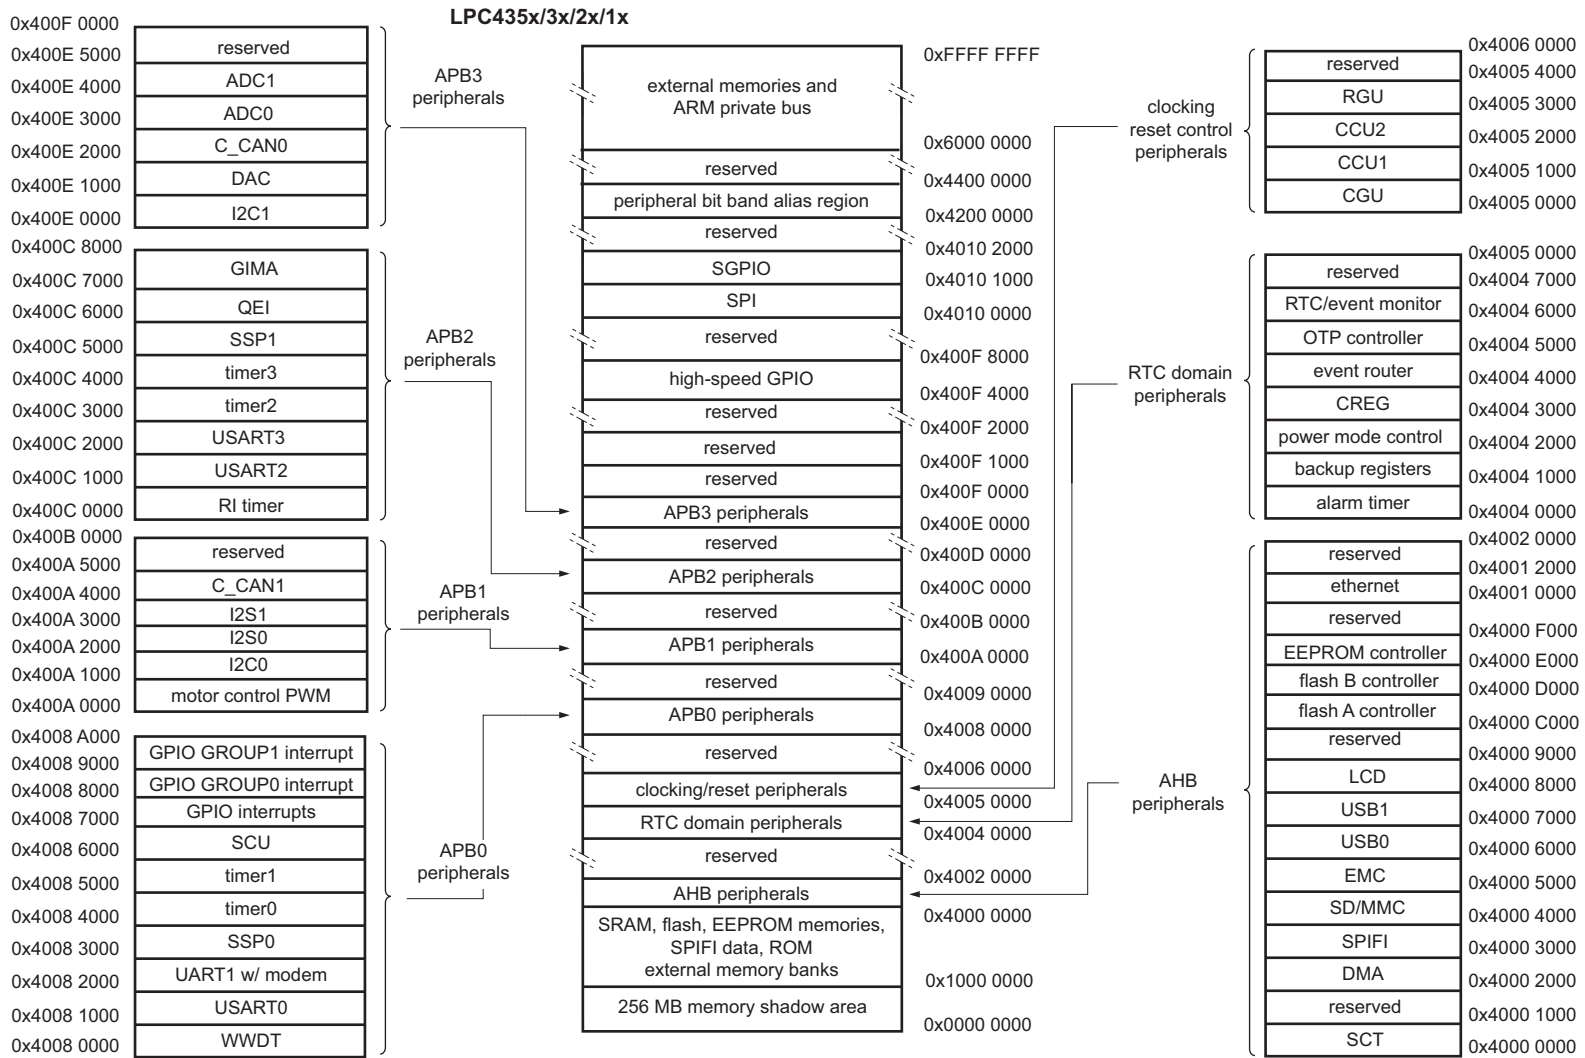 LPC435x/3x/2x/1x
0x400F 0000
reserved
0x400E 5000
ADC1
0x400E 4000
ADC0
0x400E 3000
C_CAN0
0x400E 2000
DAC
0x400E 1000
I2C1
0x400E 0000
APB3
peripherals
0x400C 8000
GIMA
0x400C 7000
QEI
0x400C 6000
SSP1
0x400C 5000
timer3
0x400C 4000
timer2
0x400C 3000
USART3
0x400C 2000
USART2
0x400C 1000
RI timer
0x400C 0000
APB2
peripherals
0x400B 0000
reserved
0x400A 5000
C_CAN1
0x400A 4000
I2S1
0x400A 3000
I2S0
0x400A 2000
I2C0
0x400A 1000
motor control PWM
0x400A 0000
APB1
peripherals
0x4008 A000
GPIO GROUP1 interrupt
0x4008 9000
GPIO GROUP0 interrupt
0x4008 8000
GPIO interrupts
0x4008 7000
SCU
0x4008 6000
timer1
0x4008 5000
timer0
0x4008 4000
SSP0
0x4008 3000
UART1 w/ modem
0x4008 2000
USART0
0x4008 1000
WWDT
0x4008 0000
APB0
peripherals
0xFFFF FFFF
external memories and
ARM private bus
0x6000 0000
reserved
0x4400 0000
peripheral bit band alias region
0x4200 0000
reserved
0x4010 2000
SGPIO
0x4010 1000
SPI
0x4010 0000
reserved
0x400F 8000
high-speed GPIO
0x400F 4000
reserved
0x400F 2000
reserved
0x400F 1000
reserved
0x400F 0000
APB3 peripherals
0x400E 0000
reserved
0x400D 0000
APB2 peripherals
0x400C 0000
reserved
0x400B 0000
APB1 peripherals
0x400A 0000
reserved
0x4009 0000
APB0 peripherals
0x4008 0000
reserved
0x4006 0000
clocking/reset peripherals
0x4005 0000
RTC domain peripherals
0x4004 0000
reserved
0x4002 0000
AHB peripherals
0x4000 0000
SRAM, flash, EEPROM memories,
SPIFI data, ROM
external memory banks
0x1000 0000
256 MB memory shadow area
0x0000 0000
clocking
reset control
peripherals
0x4006 0000
reserved
0x4005 4000
RGU
0x4005 3000
CCU2
0x4005 2000
CCU1
0x4005 1000
CGU
0x4005 0000
RTC domain
peripherals
0x4005 0000
reserved
0x4004 7000
RTC/event monitor
0x4004 6000
OTP controller
0x4004 5000
event router
0x4004 4000
CREG
0x4004 3000
power mode control
0x4004 2000
backup registers
0x4004 1000
alarm timer
0x4004 0000
AHB
peripherals
0x4002 0000
reserved
0x4001 2000
ethernet
0x4001 0000
reserved
0x4000 F000
EEPROM controller
0x4000 E000
flash B controller
0x4000 D000
flash A controller
0x4000 C000
reserved
0x4000 9000
LCD
0x4000 8000
USB1
0x4000 7000
USB0
0x4000 6000
EMC
0x4000 5000
SD/MMC
0x4000 4000
SPIFI
0x4000 3000
DMA
0x4000 2000
reserved
0x4000 1000
SCT
0x4000 0000